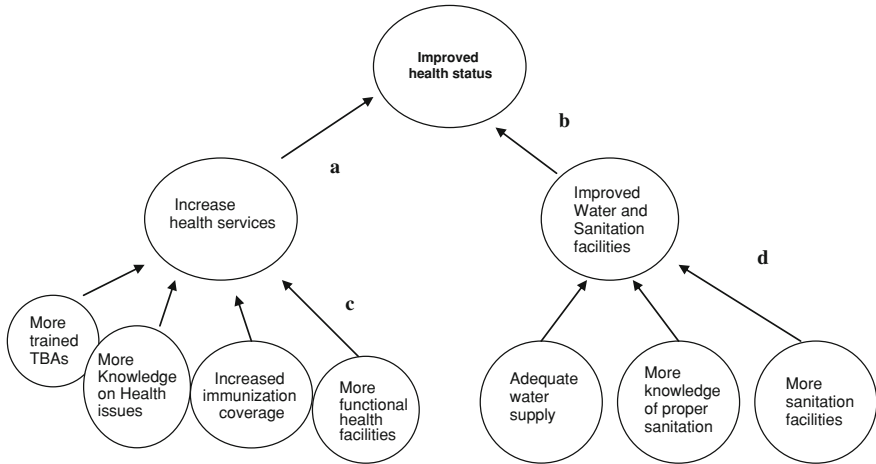 Improved
health status
b
a
Increase
health services
Improved
Water and
Sanitation
facilities
d
c
More
trained
TBAs
More
Knowledge
on Health
issues
Increased
immunization
coverage
More
functional
health
facilities
Adequate
water
supply
More
knowledge
of proper
sanitation
More
sanitation
facilities